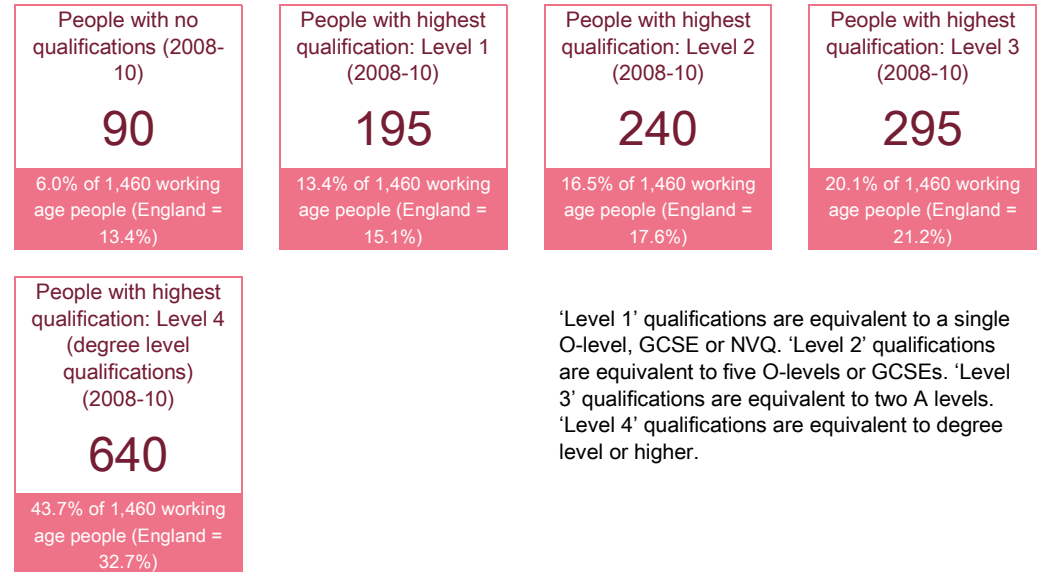 People with no
qualifications (2008-
10)
90
6.0% of 1,460 working
age people (England =
13.4%)
People with highest
qualification: Level 1
(2008-10)
195
13.4% of 1,460 working
age people (England =
15.1%)
People with highest
qualification: Level 2
(2008-10)
240
16.5% of 1,460 working
age people (England =
17.6%)
People with highest
qualification: Level 3
(2008-10)
295
20.1% of 1,460 working
age people (England =
21.2%)
People with highest
qualification: Level 4
(degree level
qualifications)
(2008-10)
640
43.7% of 1,460 working
age people (England =
32.7%)
‘Level 1’ qualifications are equivalent to a single
O-level, GCSE or NVQ. ‘Level 2’ qualifications
are equivalent to five O-levels or GCSEs. ‘Level
3’ qualifications are equivalent to two A levels.
‘Level 4’ qualifications are equivalent to degree
level or higher.